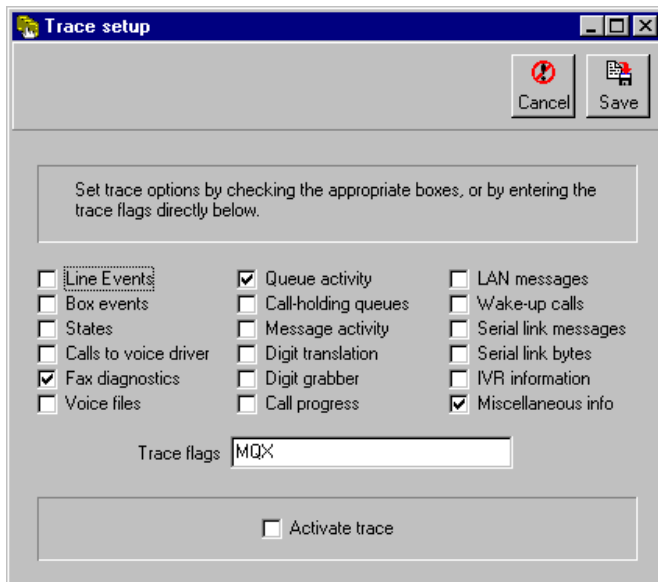 Trace setup
Cancel
Save
Set trace options by checking the appropriate boxes, or by entering the
trace flags directly below.
Line Events
Box events
States
Calls to voice driver
Fax diagnostics
Voice files
Queue activity
Call-holding queues
Message activity
Digit translation
Digit grabber
Call progress
LAN messages
Wake-up calls
Serial link messages
Serial link bytes
IVR information
Miscellaneous info
Trace flags MQX
Activate trace